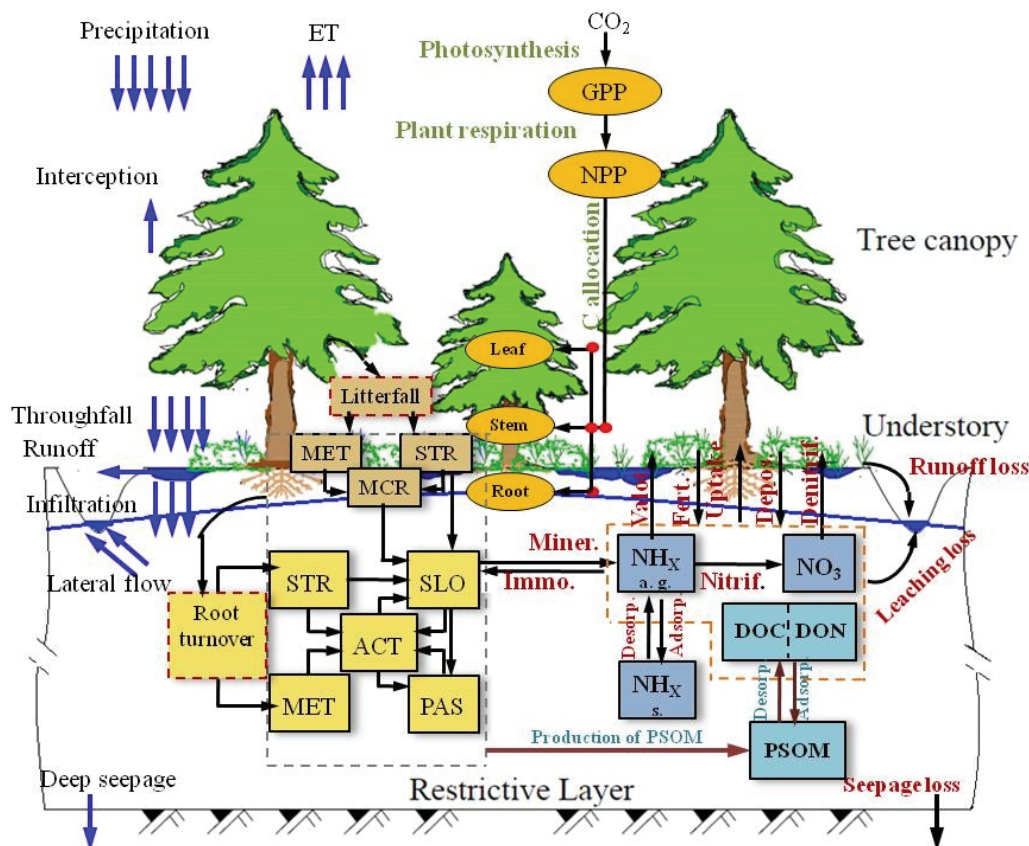 Precipitation
ET
CO2
Photosynthesis
GPP
Plant respiration
NPP
Interception
C allocation
Tree canopy
Leaf
Litterfall
Stem
Throughfall
Understory
Runoff
MET
STR
MCR
Root
Runoff loss
Infiltration
Valot.
Fert.
Uptake
Depos.
Denitrif.
Lateral flow
STR
SLO
Miner.
Immo.
NHX
a. g.
Nitrif.
NO3
Leaching loss
Root
turnover
ACT
Desorp.
Adsorp.
DOC
DON
MET
PAS
NHX
s.
Desorp.
Adsorp.
Production of PSOM
PSOM
Deep seepage
Restrictive Layer
Seepage loss